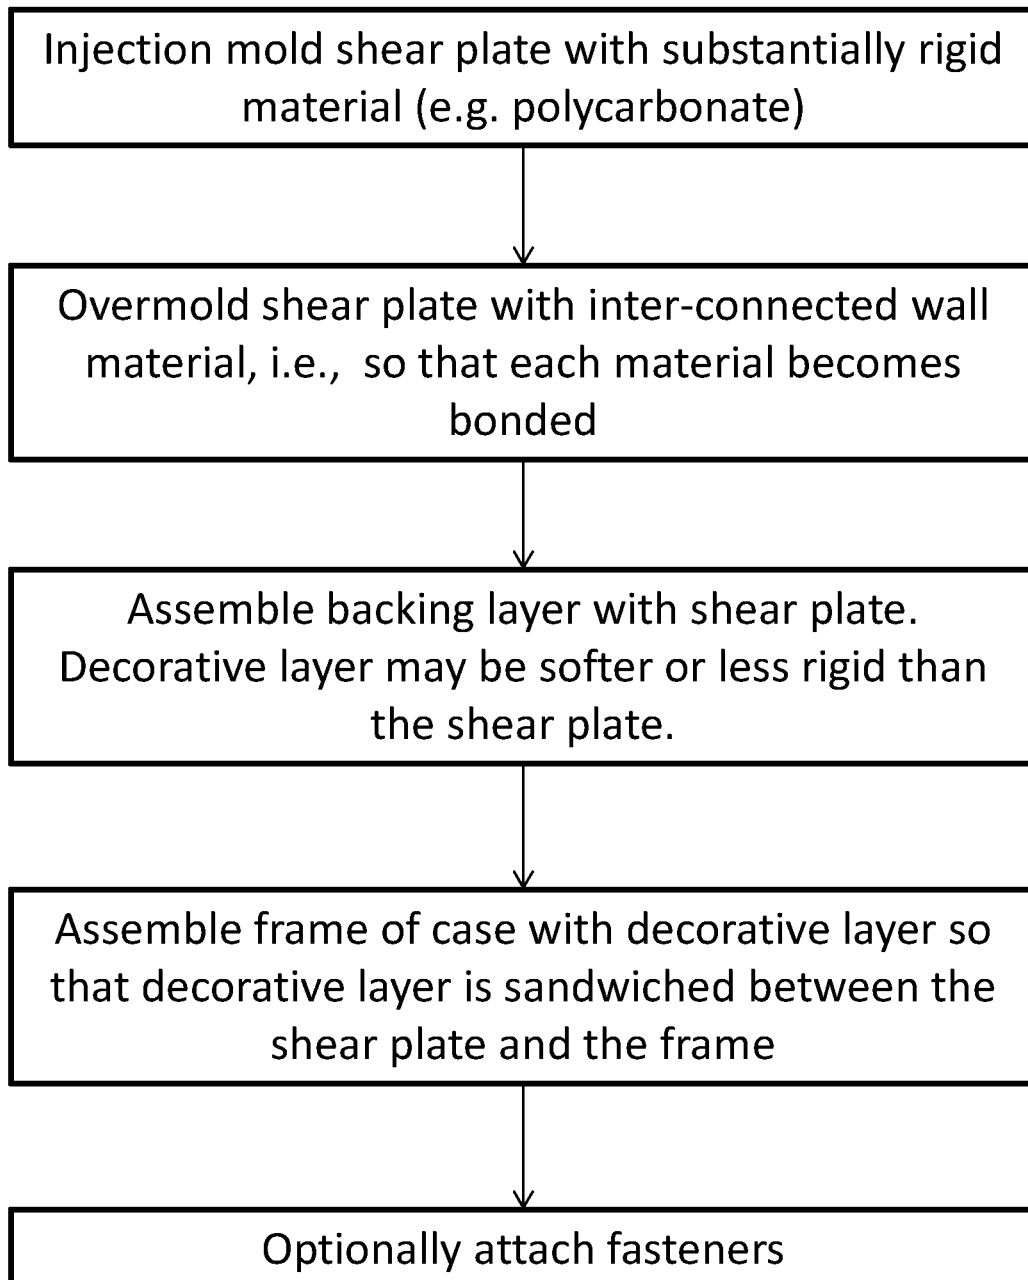 Injection mold shear plate with substantially rigid
material (e.g. polycarbonate)
Overmold shear plate with inter-connected wall
material, i.e.,  so that each material becomes
bonded
Assemble backing layer with shear plate.
Decorative layer may be softer or less rigid than
the shear plate.
Assemble frame of case with decorative layer so
that decorative layer is sandwiched between the
shear plate and the frame
Optionally attach fasteners